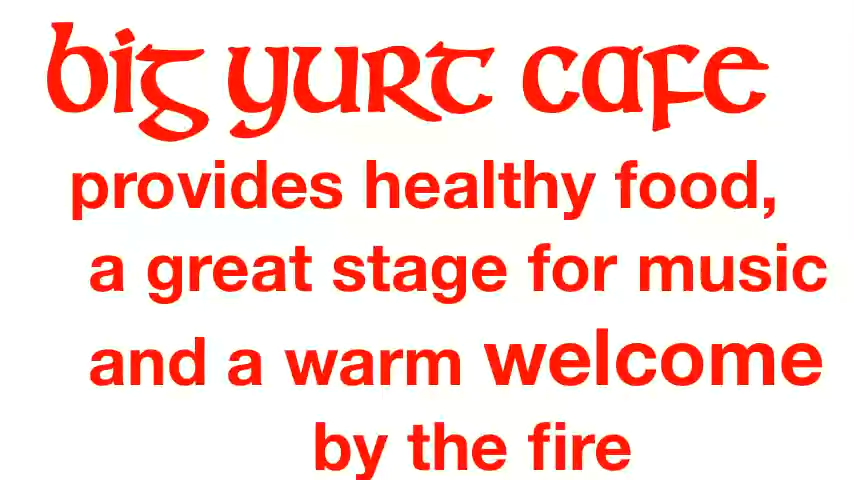 big yurt cafe
provides healthy food,
a great stage for music
and a warm welcome
by the fire